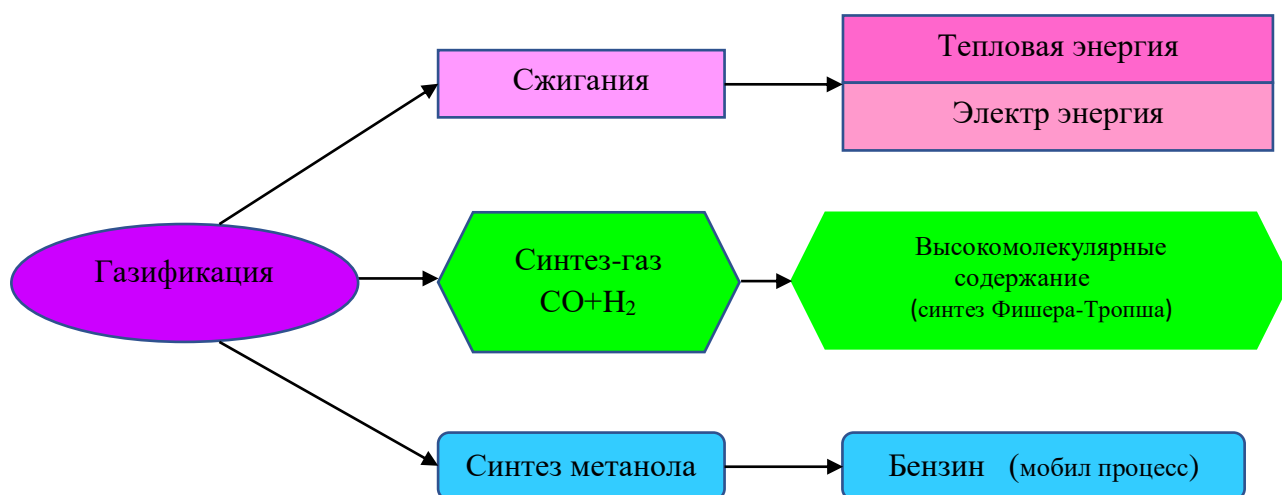 Сжигания
Тепловая энергия
Электр энергия
Газификация
Синтез-газ
CO+H₂
Высокомолекулярные
содержание
(синтез Фишера-Тропша)
Синтез метанола
Бензин (мобил процесс)